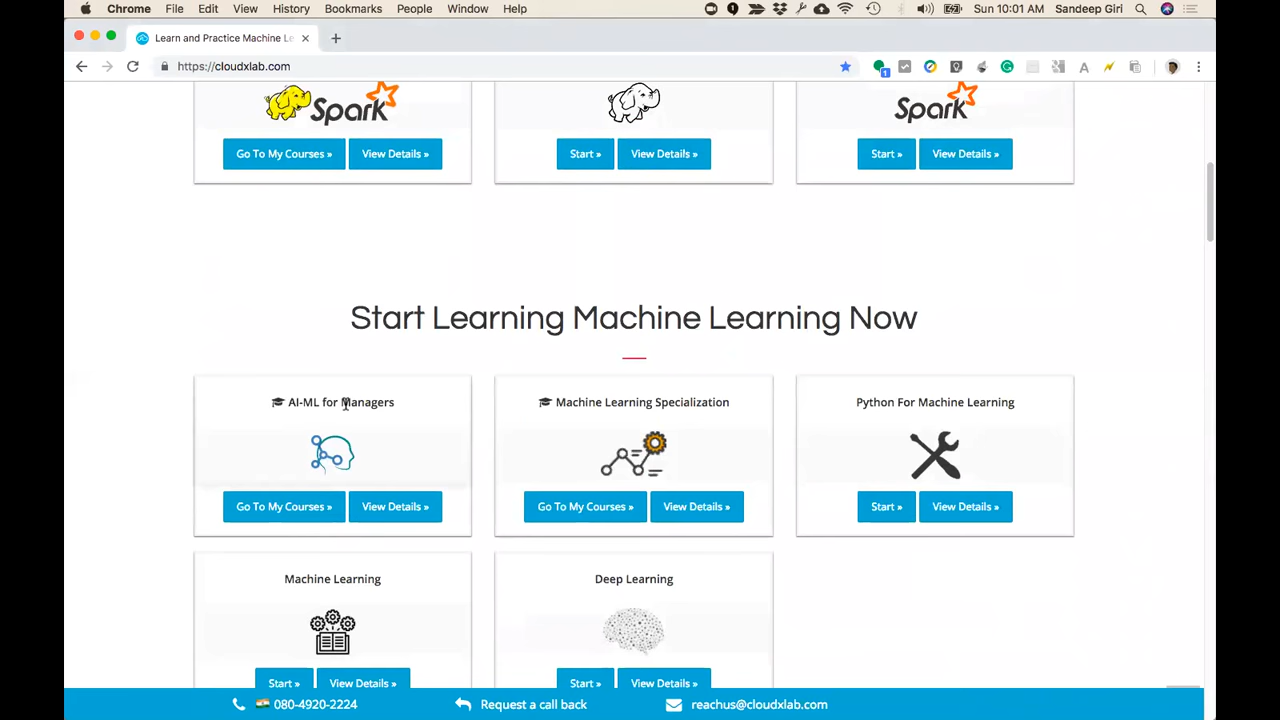 Chrome File Edit View History Bookmarks People Window Help Sun 10:01 AM Sandeep Giri
Learn and Practice Machine Le
https://cloudxlab.com
1
Spark Spark
Go To My Courses » View Details » Start » View Details » Start » View Details »
Start Learning Machine Learning Now
AI-ML for Managers Machine Learning Specialization Python For Machine Learning
Go To My Courses » View Details » Go To My Courses » View Details » Start » View Details »
Machine Learning Deep Learning
Start » View Details » Start » View Details »
080-4920-2224 Request a call back reachus@cloudxlab.com